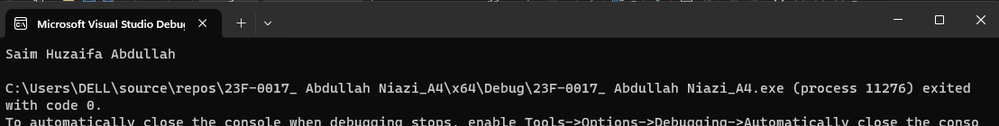 Microsoft Visual Studio Debu
Saim Huzaifa Abdullah
C:\Users\DELL\source\repos\23F-0017_ Abdullah Niazi_A4\x64\Debug\23F-0017_ Abdullah Niazi_A4.exe (process 11276) exited
with code 0.
To automatically close the console when debugging stops, enable Tools->Options->Debugging->Automatically close the conso